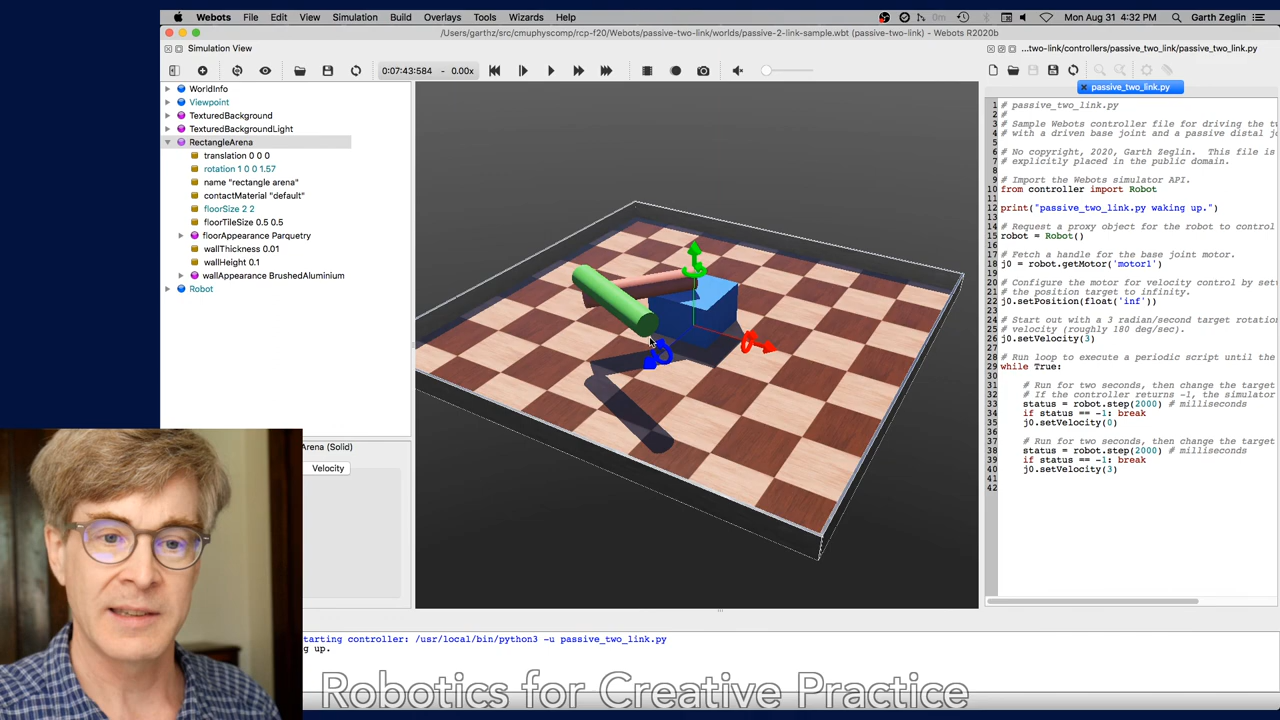 Webots File Edit View Simulation Build Overlays Tools Wizards Help 0m Mon Aug 31 4:32 PM Garth Zeglin
/Users/garthz/src/cmuphyscomp/rcp-f20/Webots/passive-two-link/worlds/passive-2-link-sample.wbt (passive-two-link) - Webots R2020b
Simulation View
0:07:43:584 - 0.00x
WorldInfo
Viewpoint
TexturedBackground
TexturedBackgroundLight
RectangleArena
translation 0 0 0
rotation 1 0 0 1.57
name "rectangle arena"
contactMaterial "default"
floorSize 2 2
floorTileSize 0.5 0.5
floorAppearance Parquetry
wallThickness 0.01
wallHeight 0.1
wallAppearance BrushedAluminium
Robot
Arena (Solid)
Velocity
...two-link/controllers/passive_two_link/passive_two_link.py
passive_two_link.py
1 # passive_two_link.py
2 #
3 # Sample Webots controller file for driving the tw
4 # with a driven base joint and a passive distal j
5
6 # No copyright, 2020, Garth Zeglin. This file is
7 # explicitly placed in the public domain.
8
9 # Import the Webots simulator API.
10 from controller import Robot
11
12 print("passive_two_link.py waking up.")
13
14 # Request a proxy object for the robot to control
15 robot = Robot()
16
17 # Fetch a handle for the base joint motor.
18 j0 = robot.getMotor('motor1')
19
20 # Configure the motor for velocity control by set
21 # the position target to infinity.
22 j0.setPosition(float('inf'))
23
24 # Start out with a 3 radian/second target rotation
25 # velocity (roughly 180 deg/sec).
26 j0.setVelocity(3)
27
28 # Run loop to execute a periodic script until the
29 while True:
30
31 # Run for two seconds, then change the target
32 # If the controller returns -1, the simulator
33 status = robot.step(2000) # milliseconds
34 if status == -1: break
35 j0.setVelocity(0)
36
37 # Run for two seconds, then change the target
38 status = robot.step(2000) # milliseconds
39 if status == -1: break
40 j0.setVelocity(3)
41
42
tarting controller: /usr/local/bin/python3 -u passive_two_link.py
g up.
Robotics for Creative Practice